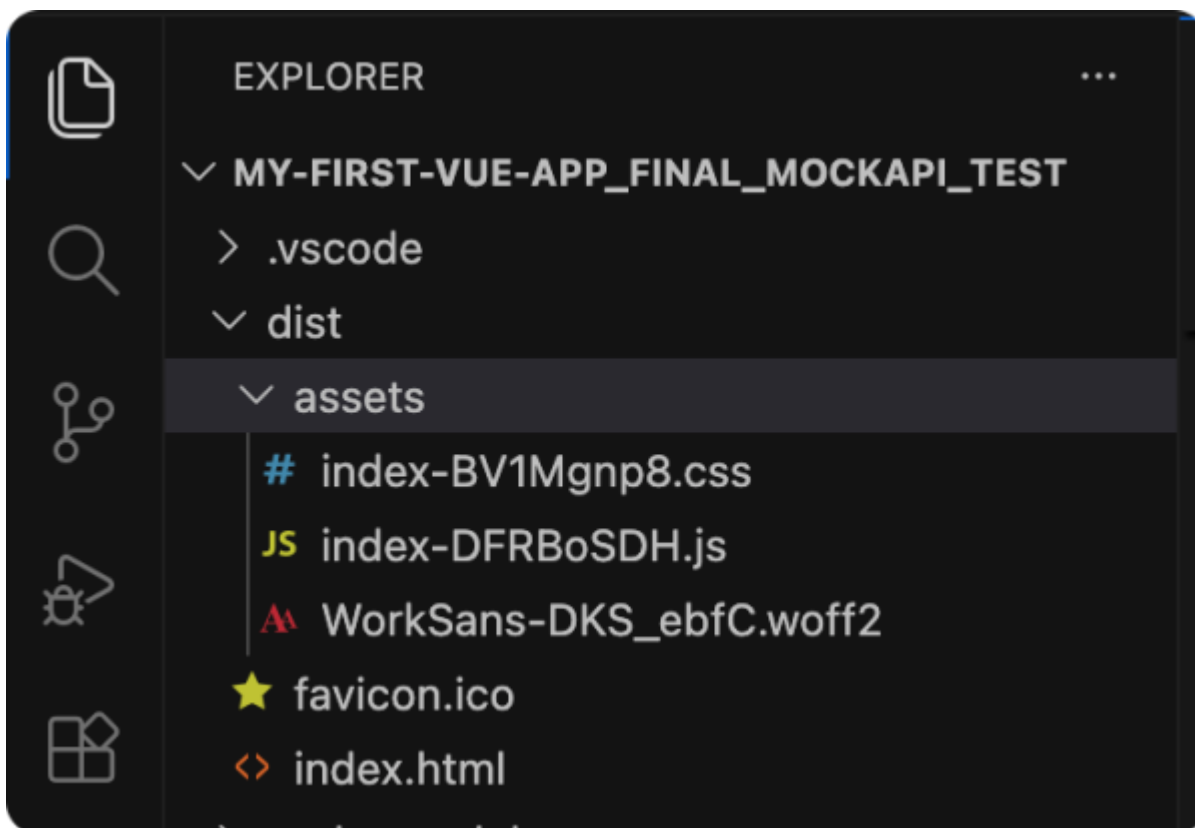 EXPLORER ...
MY-FIRST-VUE-APP_FINAL_MOCKAPI_TEST
.vscode
dist
assets
# index-BV1Mgnp8.css
JS index-DFRBoSDH.js
WorkSans-DKS_ebfC.woff2
favicon.ico
<> index.html